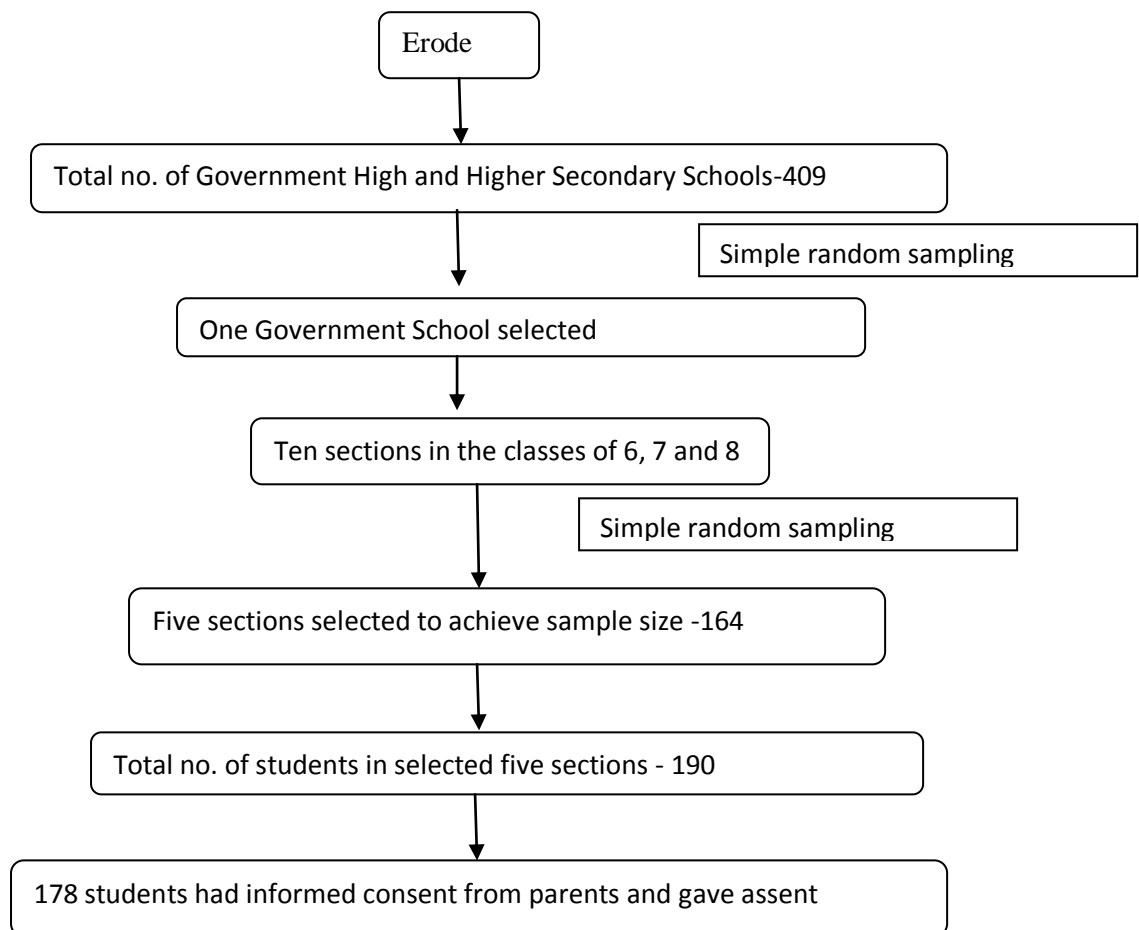 Erode
Total no. of Government High and Higher Secondary Schools-409
Simple random sampling
One Government School selected
Ten sections in the classes of 6, 7 and 8
Simple random sampling
Five sections selected to achieve sample size -164
Total no. of students in selected five sections - 190
178 students had informed consent from parents and gave assent